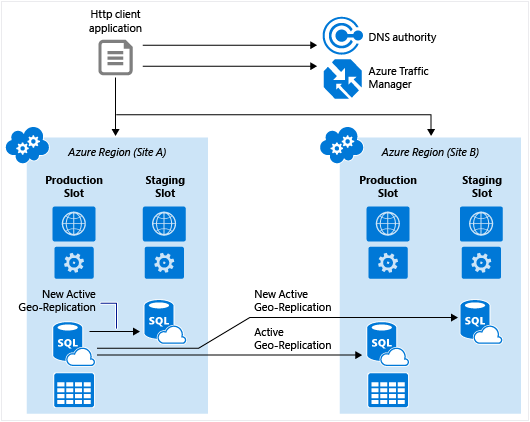 Http client
application
DNS authority
Azure Traffic
Manager
Azure Region (Site A)
Production
Slot
Staging
Slot
New Active
Geo-Replication
SQL
SQL
Azure Region (Site B)
Production
Slot
Staging
Slot
New Active
Geo-Replication
SQL
Active
Geo-Replication
SQL